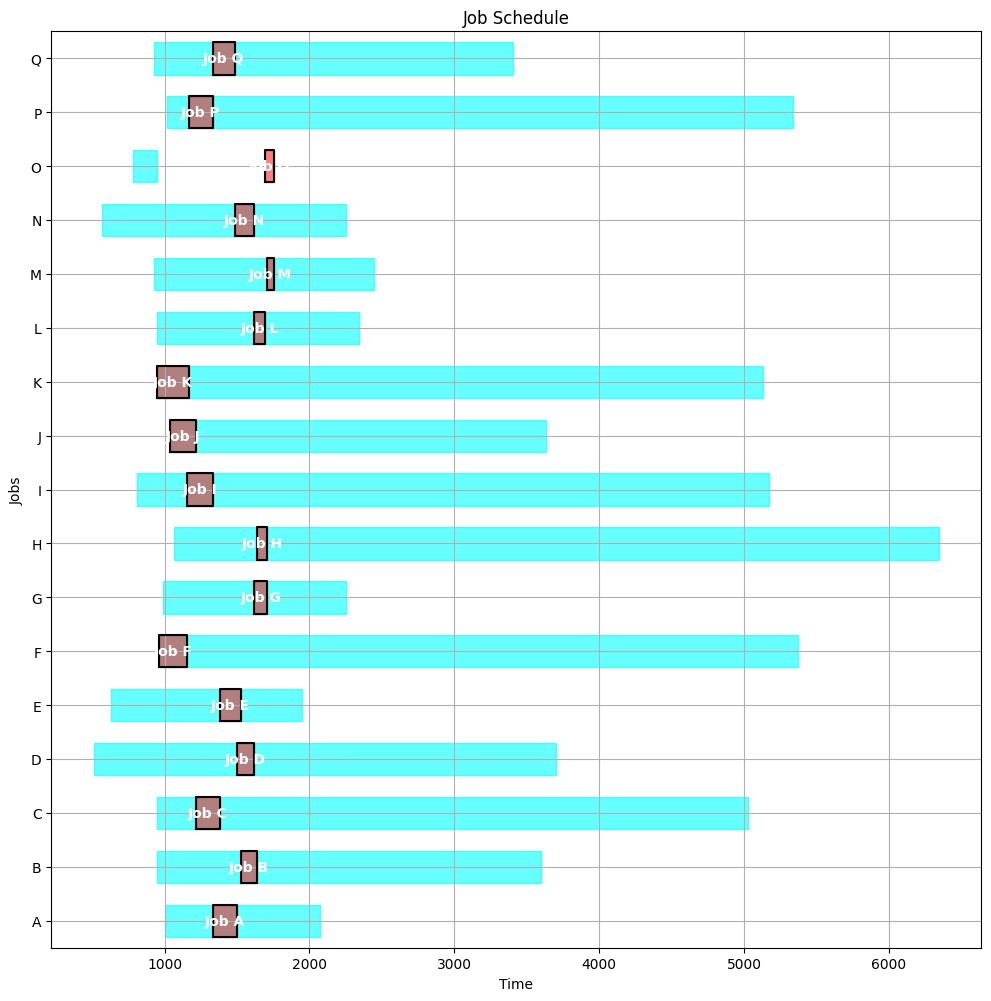 Job Schedule
Jobs
Q
Job Q
P
Job P
O
N
Job N
M
Job M
L
Job L
K
Job K
J
Job J
I
Job I
H
Job H
G
Job G
F
Job F
E
Job E
D
Job D
C
Job C
B
Job B
A
Job A
1000 2000 3000 4000 5000 6000
Time